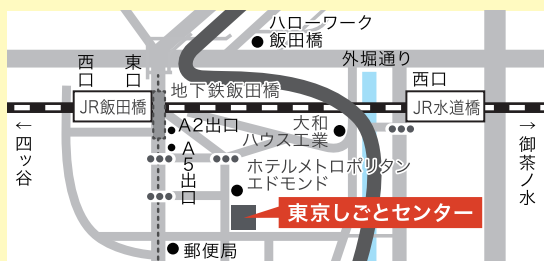 ハローワーク
飯田橋
外堀通り
西口
東口
地下鉄飯田橋
西口
JR飯田橋
JR水道橋
←四ッ谷
A2出口
A5出口
大和
ハウス工業
→御茶ノ水
ホテルメトロポリタン
エドモンド
東京しごとセンター
郵便局